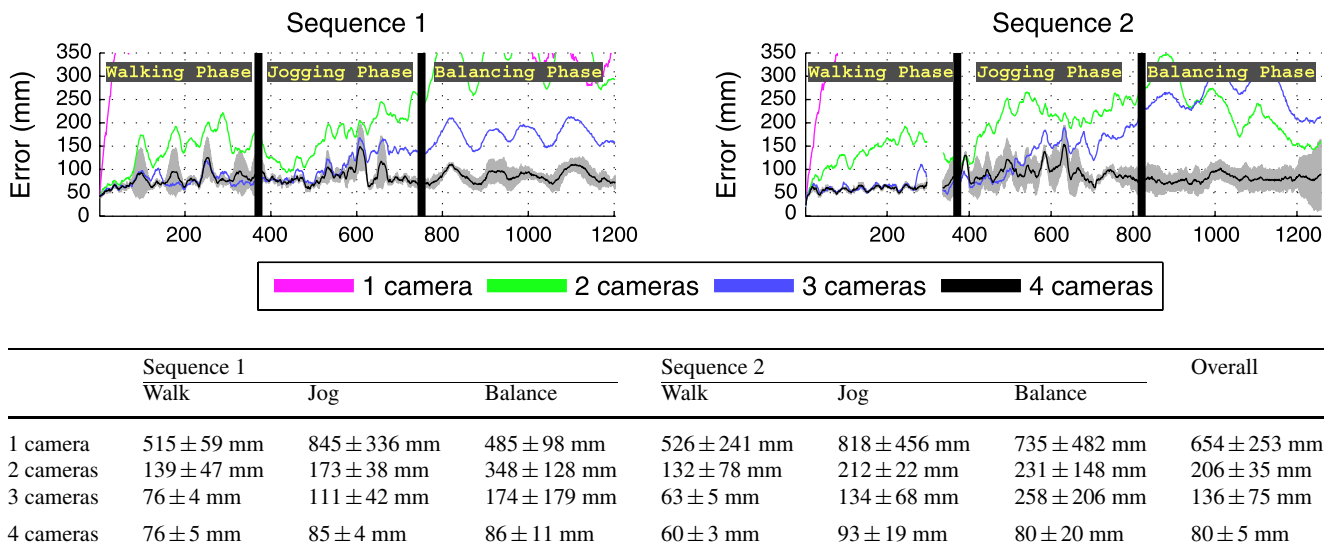 Sequence 1
Sequence 2
Error (mm)
350
300
250
200
150
100
50
0
Walking Phase
Jogging Phase
Balancing Phase
200
400
600
800
1000
1200
Error (mm)
350
300
250
200
150
100
50
0
Walking Phase
Jogging Phase
Balancing Phase
200
400
600
800
1000
1200
1 camera 2 cameras 3 cameras 4 cameras
Sequence 1 Sequence 2 Overall
Walk Jog Balance Walk Jog Balance
1 camera 515 ± 59 mm 845 ± 336 mm 485 ± 98 mm 526 ± 241 mm 818 ± 456 mm 735 ± 482 mm 654 ± 253 mm
2 cameras 139 ± 47 mm 173 ± 38 mm 348 ± 128 mm 132 ± 78 mm 212 ± 22 mm 231 ± 148 mm 206 ± 35 mm
3 cameras 76 ± 4 mm 111 ± 42 mm 174 ± 179 mm 63 ± 5 mm 134 ± 68 mm 258 ± 206 mm 136 ± 75 mm
4 cameras 76 ± 5 mm 85 ± 4 mm 86 ± 11 mm 60 ± 3 mm 93 ± 19 mm 80 ± 20 mm 80 ± 5 mm